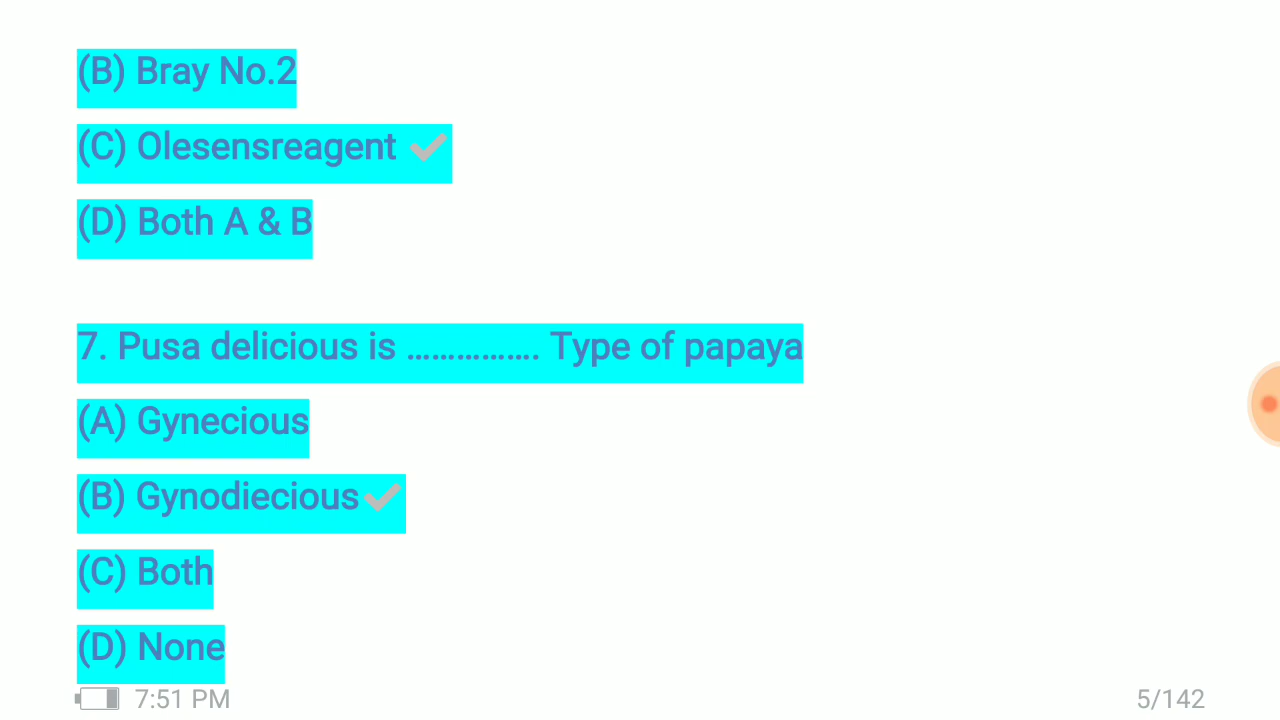 (B) Bray No.2
(C) Olesensreagent ✔
(D) Both A & B
7. Pusa delicious is ................ Type of papaya
(A) Gynecious
(B) Gynodiecious✔
(C) Both
(D) None
7:51 PM
5/142